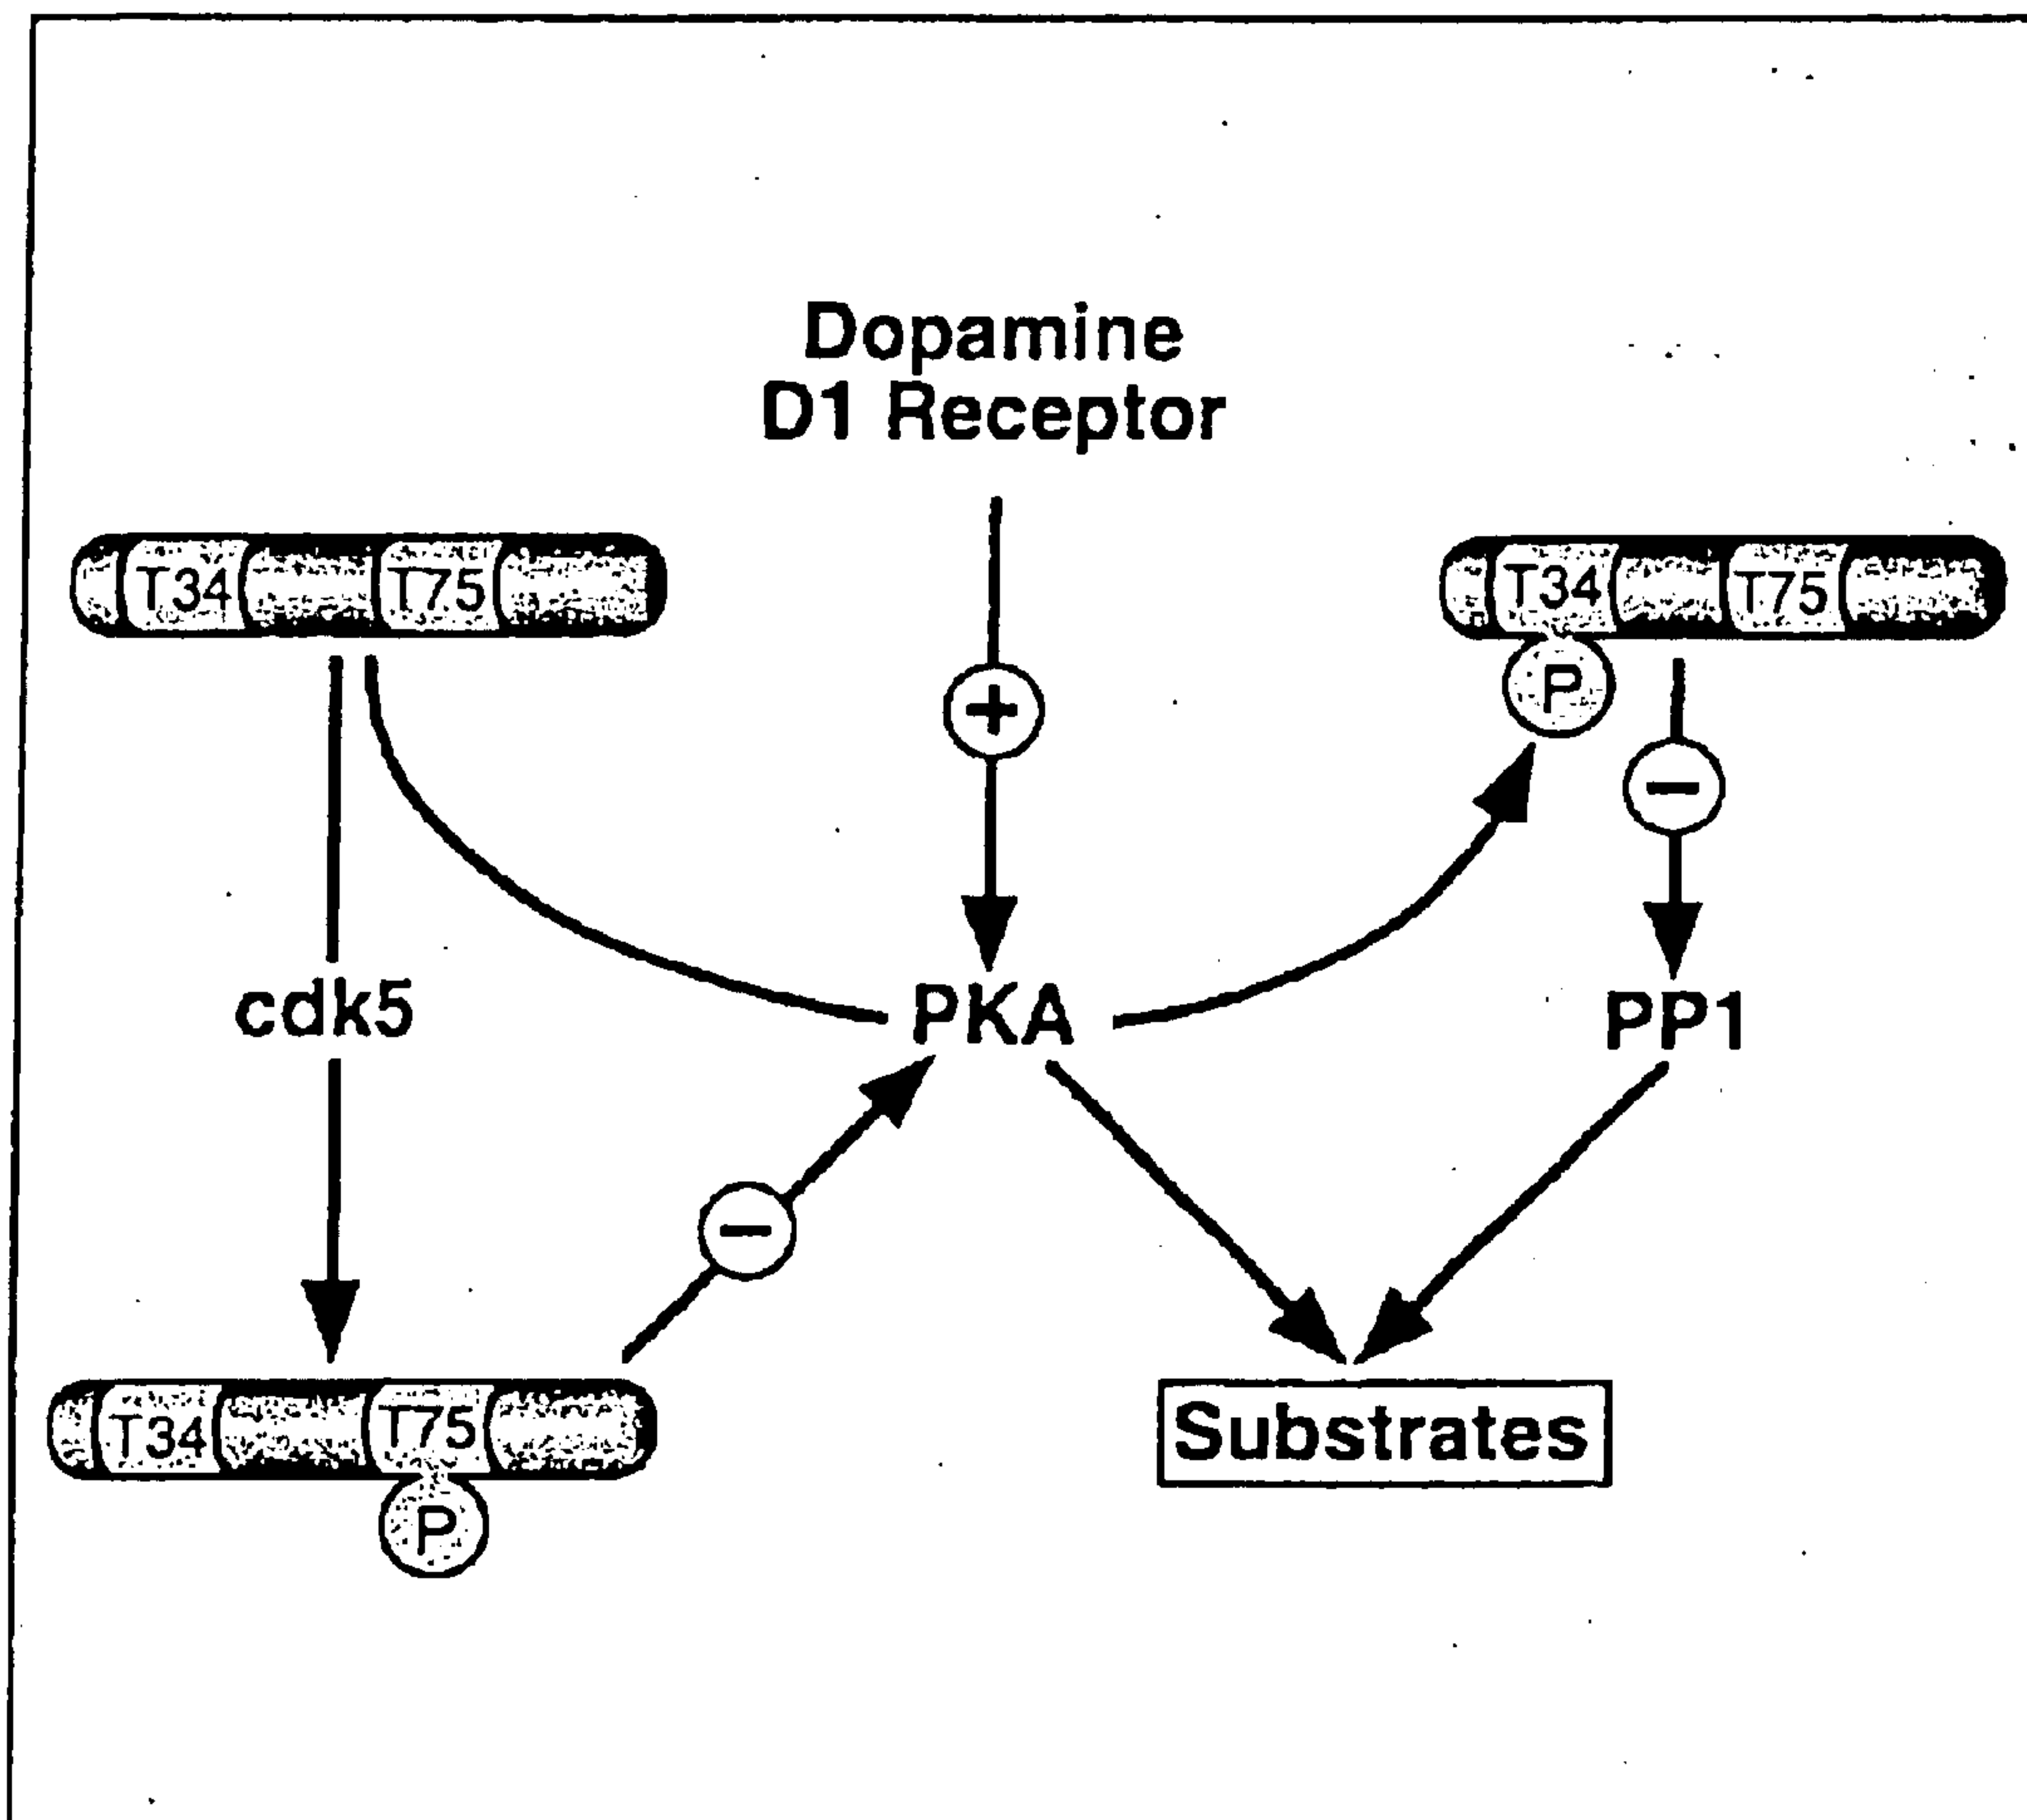 Dopamine
D1 Receptor
T34 T75
T34 T75
P
+
−
cdk5
PKA
PP1
−
T34 T75
Substrates
P